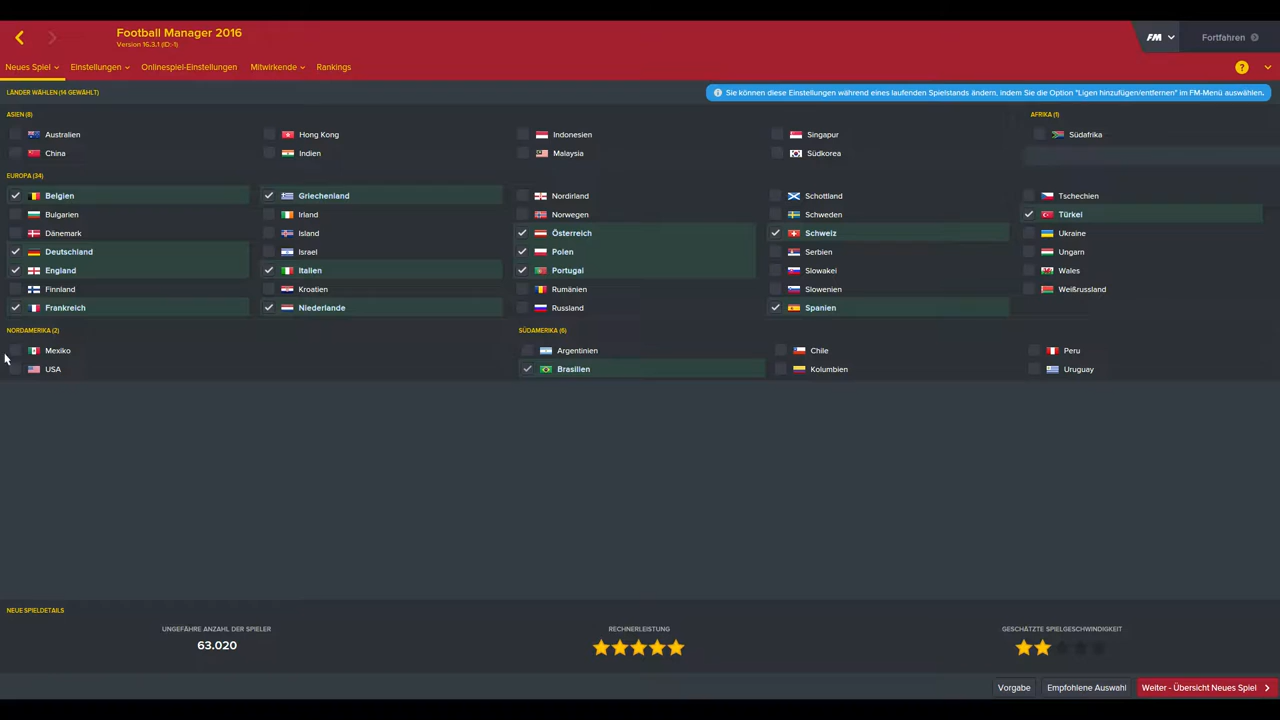 Football Manager 2016
Version 16.3.1 (ID:-1)
FM
Fortfahren
Neues Spiel
Einstellungen
Onlinespiel-Einstellungen
Mitwirkende
Rankings
?
LÄNDER WÄHLEN (14 GEWÄHLT)
Sie können diese Einstellungen während eines laufenden Spielstands ändern, indem Sie die Option "Ligen hinzufügen/entfernen" im FM-Menü auswählen.
ASIEN (8)
AFRIKA (1)
Australien
Hong Kong
Indonesien
Singapur
Südafrika
China
Indien
Malaysia
Südkorea
EUROPA (34)
Belgien
Griechenland
Nordirland
Schottland
Tschechien
Bulgarien
Irland
Norwegen
Schweden
Türkei
Dänemark
Island
Österreich
Schweiz
Ukraine
Deutschland
Israel
Polen
Serbien
Ungarn
England
Italien
Portugal
Slowakei
Wales
Finnland
Kroatien
Rumänien
Slowenien
Weißrussland
Frankreich
Niederlande
Russland
Spanien
NORDAMERIKA (2)
SÜDAMERIKA (6)
Mexiko
Argentinien
Chile
Peru
USA
Brasilien
Kolumbien
Uruguay
NEUE SPIELDETAILS
UNGEFÄHRE ANZAHL DER SPIELER
RECHNERLEISTUNG
GESCHÄTZTE SPIELGESCHWINDIGKEIT
63.020
Vorgabe
Empfohlene Auswahl
Weiter - Übersicht Neues Spiel